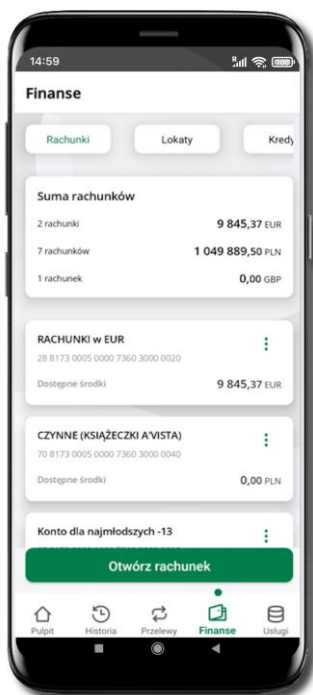 14:59
Finanse
Rachunki Lokaty Kredy
Suma rachunków
2 rachunki 9 845,37 EUR
7 rachunków 1 049 889,50 PLN
1 rachunek 0,00 GBP
RACHUNKI w EUR
28 8173 0005 0000 7360 3000 0020
Dostępne środki 9 845,37 EUR
CZYNNE (KSIĄŻECZKI A'VISTA)
70 8173 0005 0000 7360 3000 0040
Dostępne środki 0,00 PLN
Konto dla najmłodszych -13
Otwórz rachunek
Pulpit Historia Przelewy Finanse Usługi